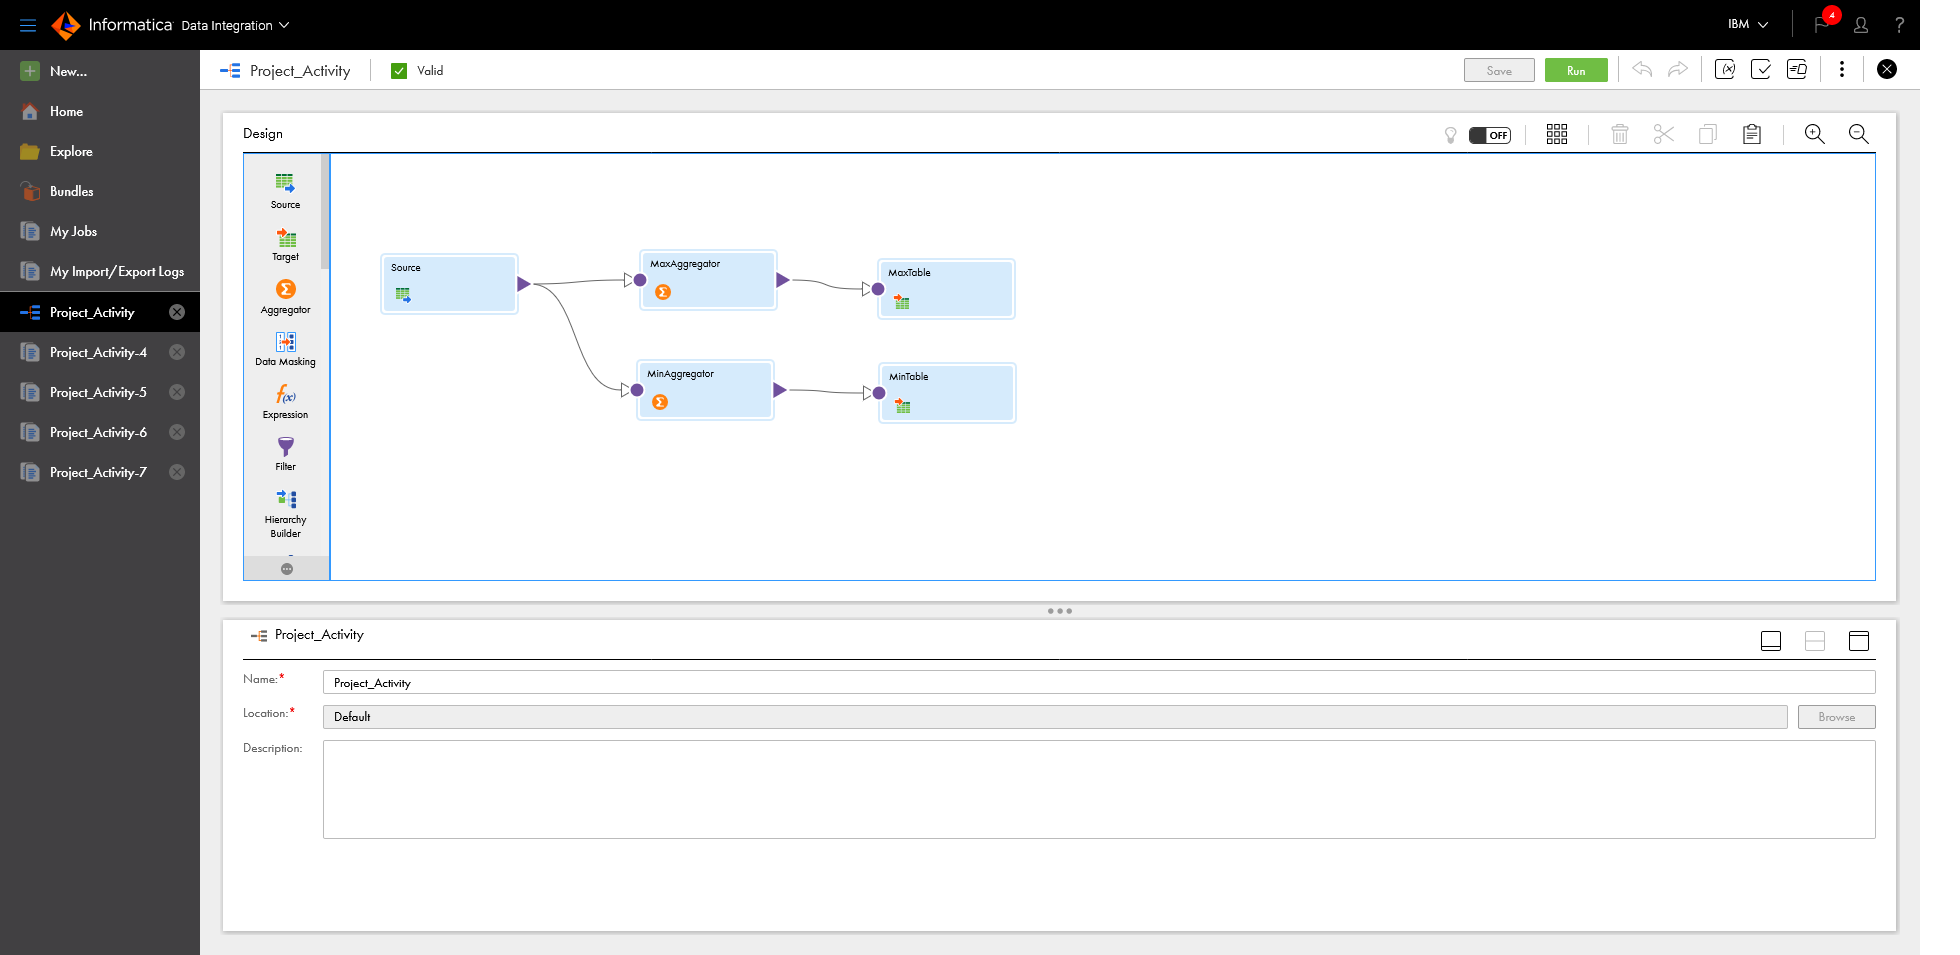 Informatica Data Integration
IBM
4
?
New...
Home
Explore
Bundles
My Jobs
My Import/Export Logs
Project_Activity
Project_Activity-4
Project_Activity-5
Project_Activity-6
Project_Activity-7
Project_Activity
Valid
Save
Run
(x)
Design
OFF
Source
Target
Σ
Aggregator
Data Masking
f(x)
Expression
Filter
Hierarchy
Builder
Source
MaxAggregator
Σ
MaxTable
MinAggregator
Σ
MinTable
Project_Activity
Name:*
Project_Activity
Location:*
Default
Browse
Description: